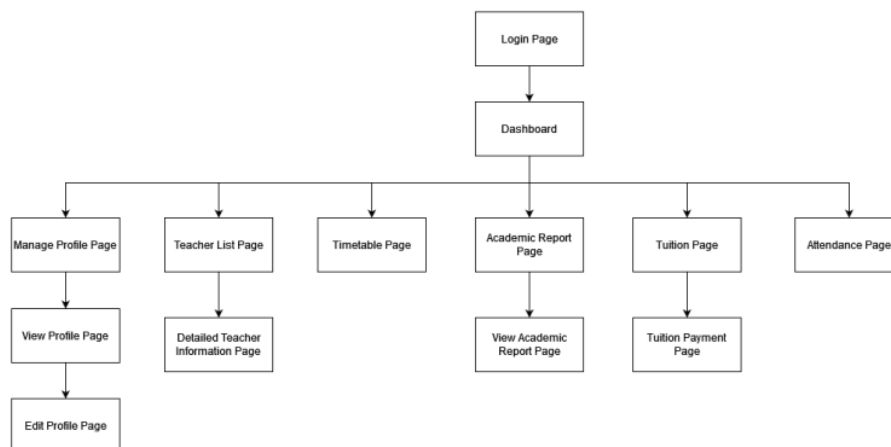 Login Page
Dashboard
Manage Profile Page
Teacher List Page
Timetable Page
Academic Report
Page
Tuition Page
Attendance Page
View Profile Page
Detailed Teacher
Information Page
View Academic
Report Page
Tuition Payment
Page
Edit Profile Page